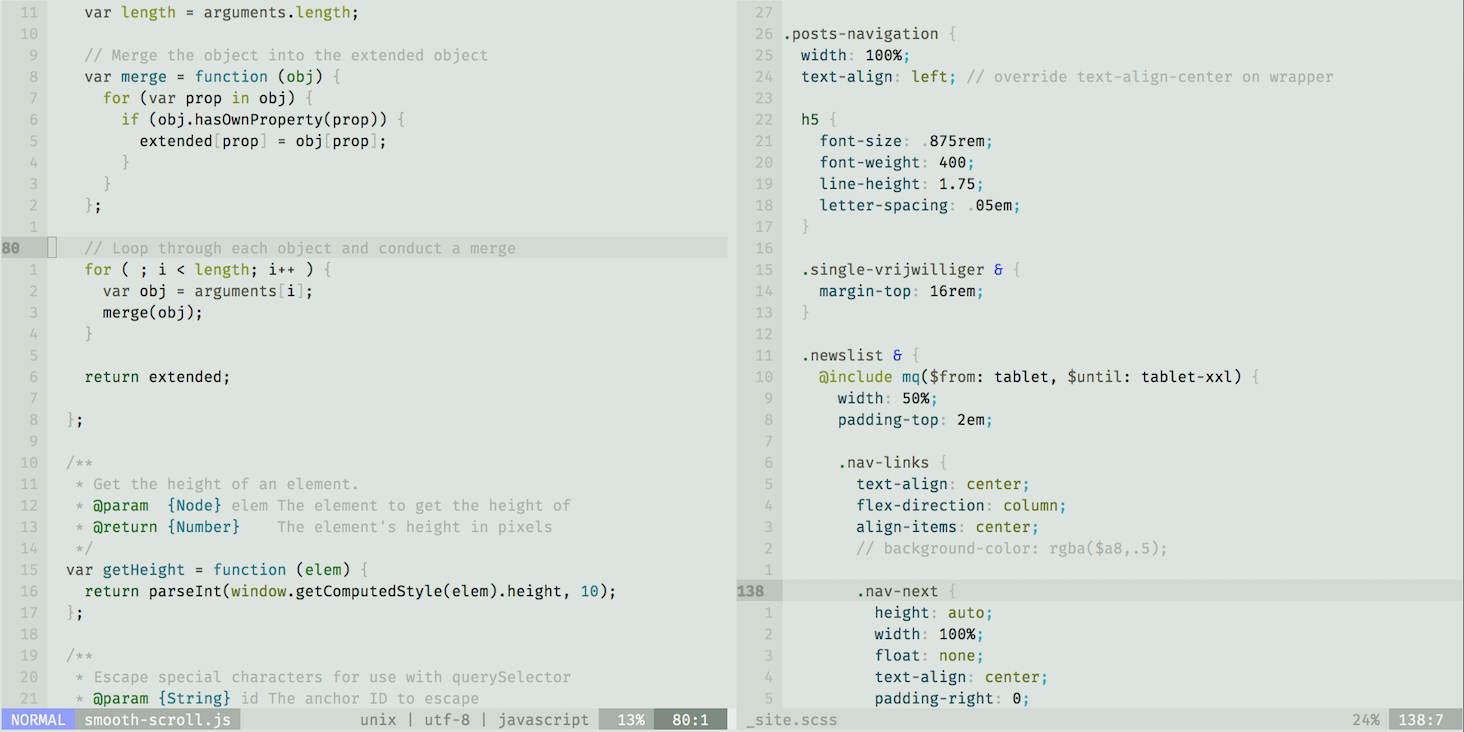 11 var length = arguments.length;
10
9 // Merge the object into the extended object
8 var merge = function (obj) {
7 for (var prop in obj) {
6 if (obj.hasOwnProperty(prop)) {
5 extended[prop] = obj[prop];
4 }
3 }
2 };
1
80 // Loop through each object and conduct a merge
1 for ( ; i < length; i++ ) {
2 var obj = arguments[i];
3 merge(obj);
4 }
5
6 return extended;
7
8 };
9
10 /**
11 * Get the height of an element.
12 * @param  {Node} elem The element to get the height of
13 * @return {Number}    The element's height in pixels
14 */
15 var getHeight = function (elem) {
16 return parseInt(window.getComputedStyle(elem).height, 10);
17 };
18
19 /**
20 * Escape special characters for use with querySelector
21 * @param {String} id The anchor ID to escape
NORMAL smooth-scroll.js unix | utf-8 | javascript 13% 80:1
27
26 .posts-navigation {
25 width: 100%;
24 text-align: left; // override text-align-center on wrapper
23
22 h5 {
21 font-size: .875rem;
20 font-weight: 400;
19 line-height: 1.75;
18 letter-spacing: .05em;
17 }
16
15 .single-vrijwilliger & {
14 margin-top: 16rem;
13 }
12
11 .newslist & {
10 @include mq($from: tablet, $until: tablet-xxl) {
9 width: 50%;
8 padding-top: 2em;
7
6 .nav-links {
5 text-align: center;
4 flex-direction: column;
3 align-items: center;
2 // background-color: rgba($a8,.5);
1
138 .nav-next {
1 height: auto;
2 width: 100%;
3 float: none;
4 text-align: center;
5 padding-right: 0;
_site.scss 24% 138:7